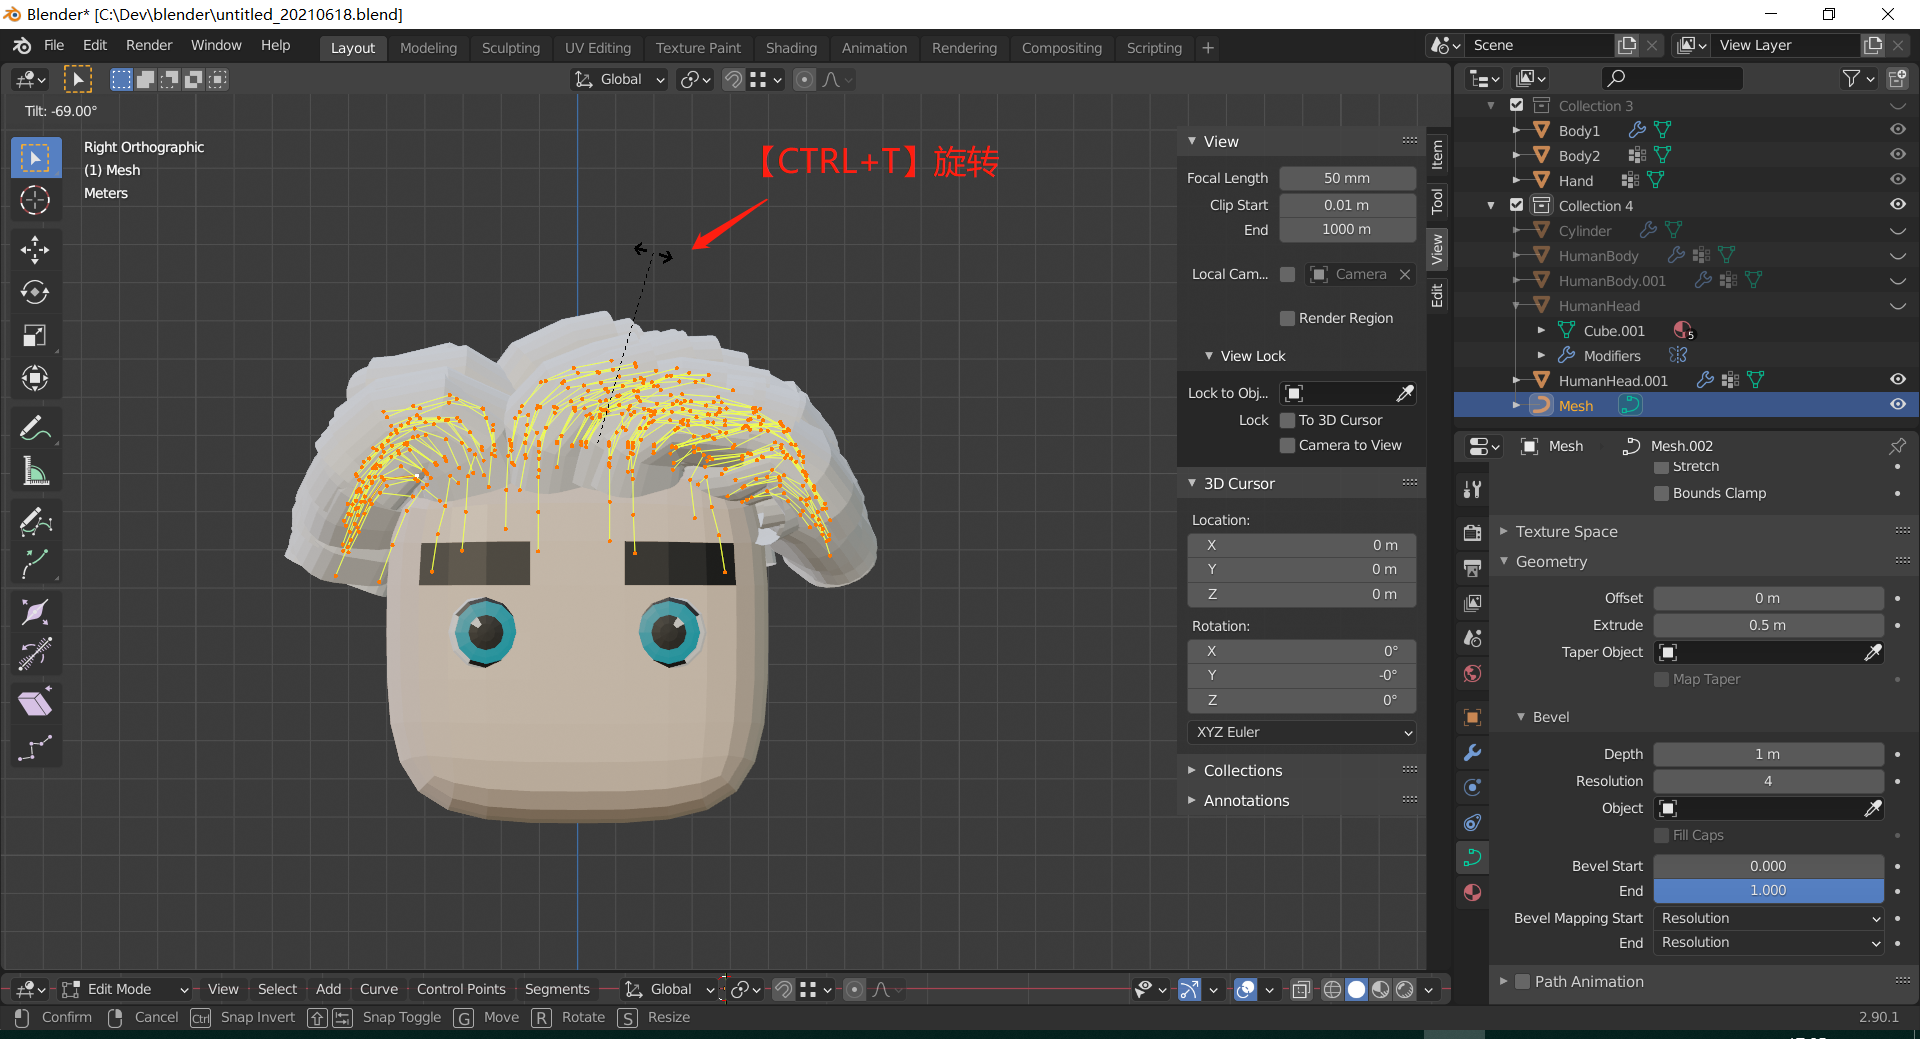 Blender* [C:\Dev\blender\untitled_20210618.blend]
File Edit Render Window Help Layout Modeling Sculpting UV Editing Texture Paint Shading Animation Rendering Compositing Scripting + Scene View Layer
Global
Tilt: -69.00°
Right Orthographic
(1) Mesh
Meters
【CTRL+T】旋转
View
Focal Length 50 mm
Clip Start 0.01 m
End 1000 m
Local Cam... Camera
Render Region
View Lock
Lock to Obj...
Lock To 3D Cursor
Camera to View
3D Cursor
Location:
X 0 m
Y 0 m
Z 0 m
Rotation:
X 0°
Y -0°
Z 0°
XYZ Euler
Collections
Annotations
Item
Tool
View
Edit
Collection 3
Body1
Body2
Hand
Collection 4
Cylinder
HumanBody
HumanBody.001
HumanHead
Cube.001 5
Modifiers
HumanHead.001
Mesh
Mesh Mesh.002
Stretch
Bounds Clamp
Texture Space
Geometry
Offset 0 m
Extrude 0.5 m
Taper Object
Map Taper
Bevel
Depth 1 m
Resolution 4
Object
Fill Caps
Bevel Start 0.000
End 1.000
Bevel Mapping Start Resolution
End Resolution
Path Animation
Edit Mode View Select Add Curve Control Points Segments Global
Confirm Cancel Ctrl Snap Invert Snap Toggle G Move R Rotate S Resize 2.90.1